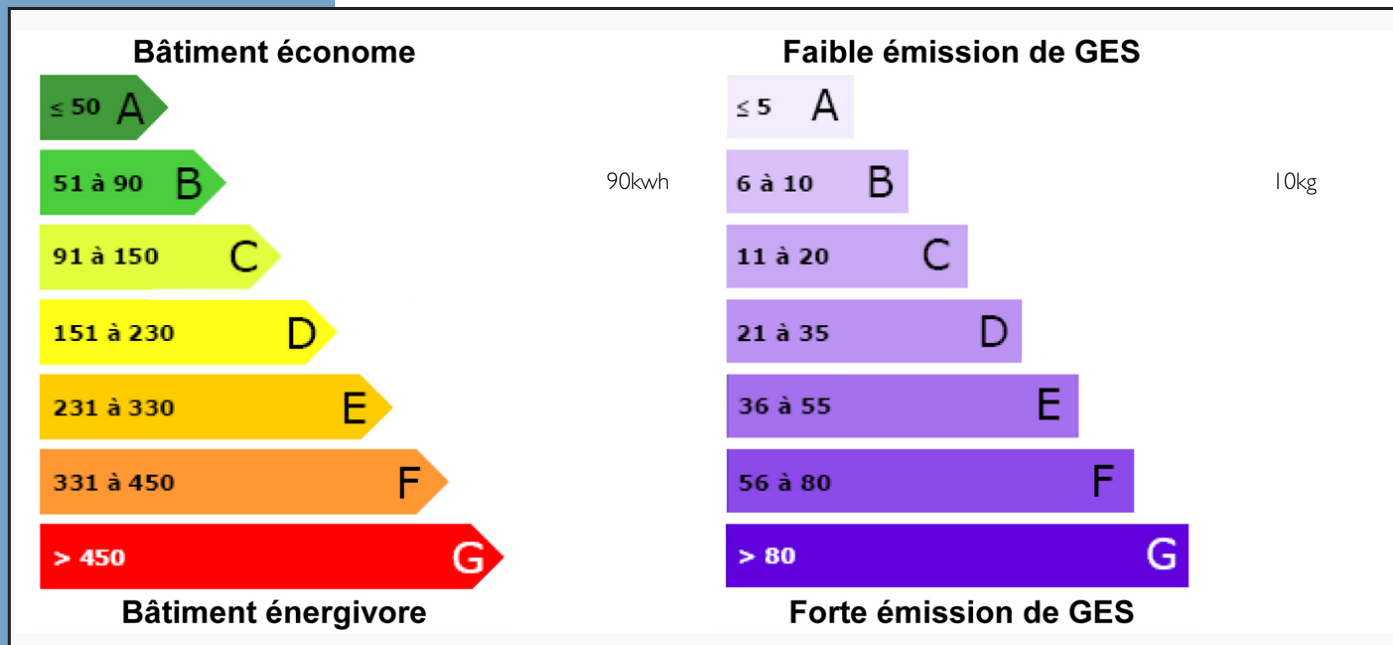 Bâtiment économe
≤ 50 A
51 à 90 B
90kwh
91 à 150 C
151 à 230 D
231 à 330 E
331 à 450 F
> 450 G
Bâtiment énergivore
Faible émission de GES
≤ 5 A
6 à 10 B
10kg
11 à 20 C
21 à 35 D
36 à 55 E
56 à 80 F
> 80 G
Forte émission de GES